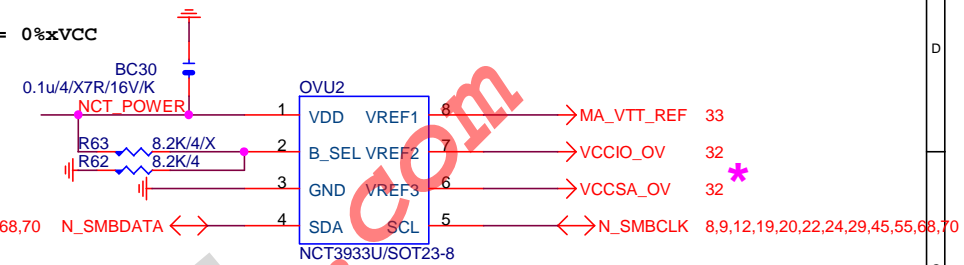 = 0%xVCC
D
BC30
0.1u/4/X7R/16V/K
OVU2
NCT_POWER
1 VDD VREF1 8 MA_VTT_REF 33
R63 8.2K/4/X
2 B_SEL VREF2 7 VCCIO_OV 32
R62 8.2K/4
3 GND VREF3 6 VCCSA_OV 32
*
68,70 N_SMBDATA 4 SDA SCL 5 N_SMBCLK 8,9,12,19,20,22,24,29,45,55,68,70
NCT3933U/SOT23-8
com